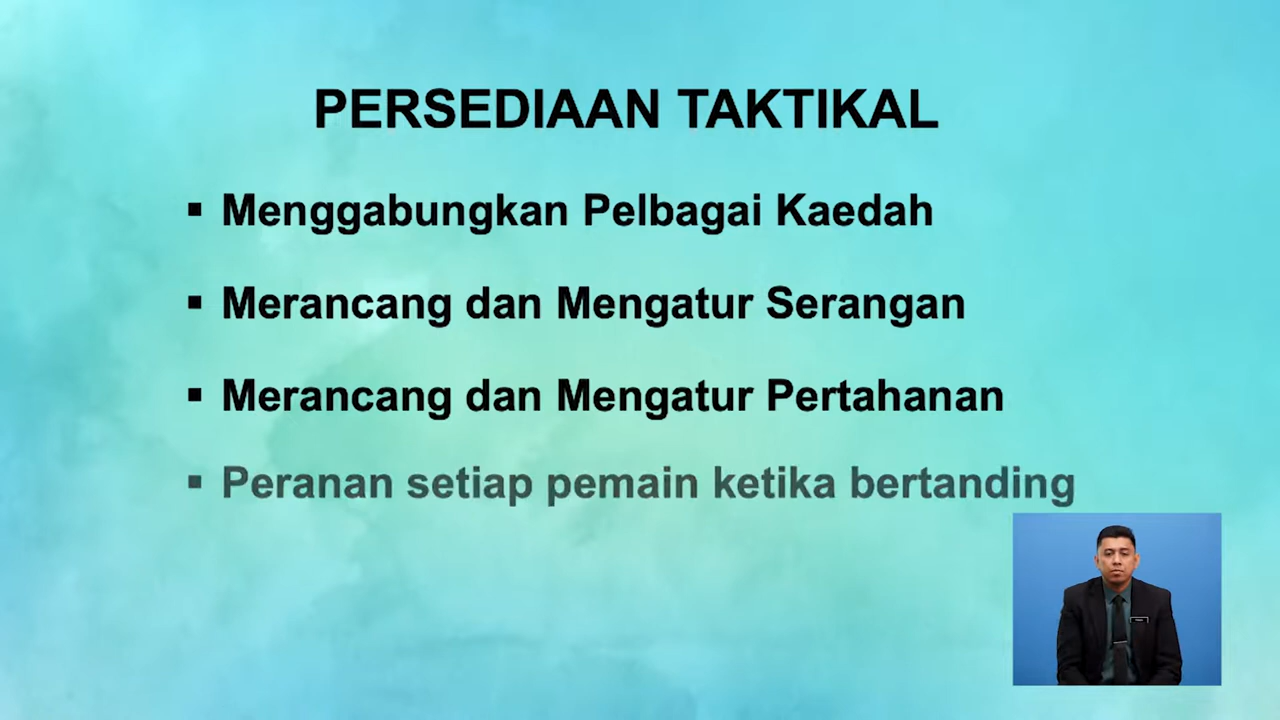 PERSEDIAAN TAKTIKAL
▪ Menggabungkan Pelbagai Kaedah
▪ Merancang dan Mengatur Serangan
▪ Merancang dan Mengatur Pertahanan
▪ Peranan setiap pemain ketika bertanding